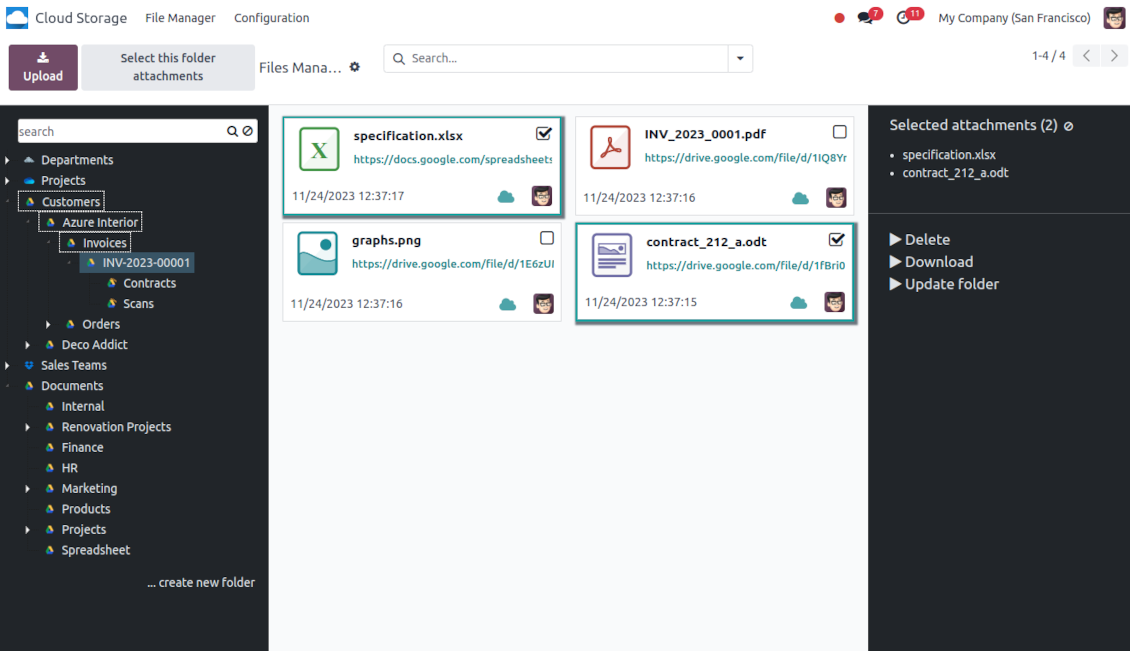 Cloud Storage File Manager Configuration
7 11 My Company (San Francisco)
Upload
Select this folder
attachments
Files Mana...
Search...
1-4 / 4
search
Departments
Projects
Customers
Azure Interior
Invoices
INV-2023-00001
Contracts
Scans
Orders
Deco Addict
Sales Teams
Documents
Internal
Renovation Projects
Finance
HR
Marketing
Products
Projects
Spreadsheet
... create new folder
specification.xlsx
https://docs.google.com/spreadsheets
11/24/2023 12:37:17
INV_2023_0001.pdf
https://drive.google.com/file/d/1IQ8Yr
11/24/2023 12:37:16
graphs.png
https://drive.google.com/file/d/1E6zUI
11/24/2023 12:37:16
contract_212_a.odt
https://drive.google.com/file/d/1fBri0
11/24/2023 12:37:15
Selected attachments (2)
specification.xlsx
contract_212_a.odt
Delete
Download
Update folder